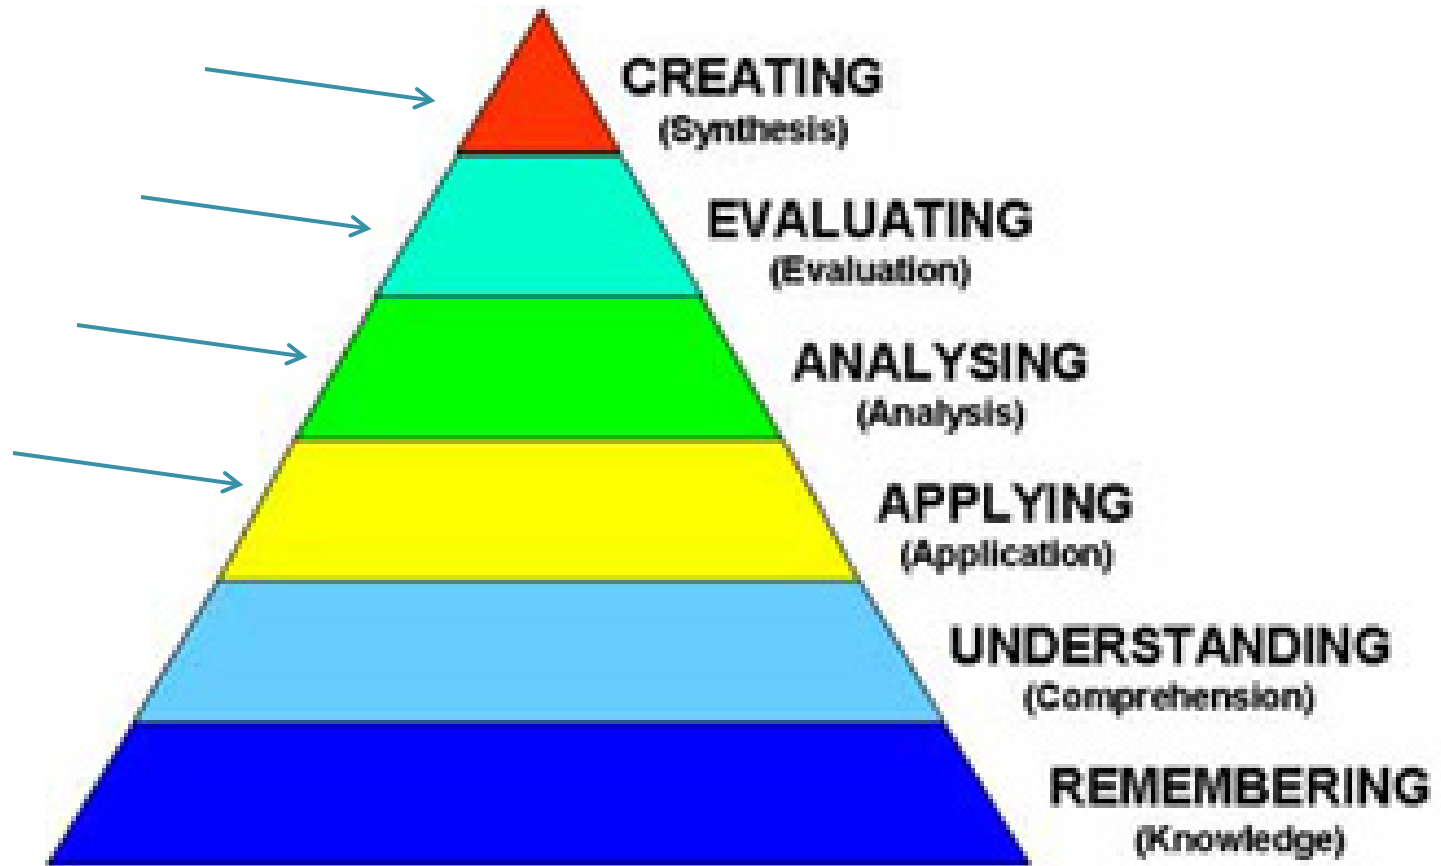 CREATING
(Synthesis)
EVALUATING
(Evaluation)
ANALYSING
(Analysis)
APPLYING
(Application)
UNDERSTANDING
(Comprehension)
REMEMBERING
(Knowledge)